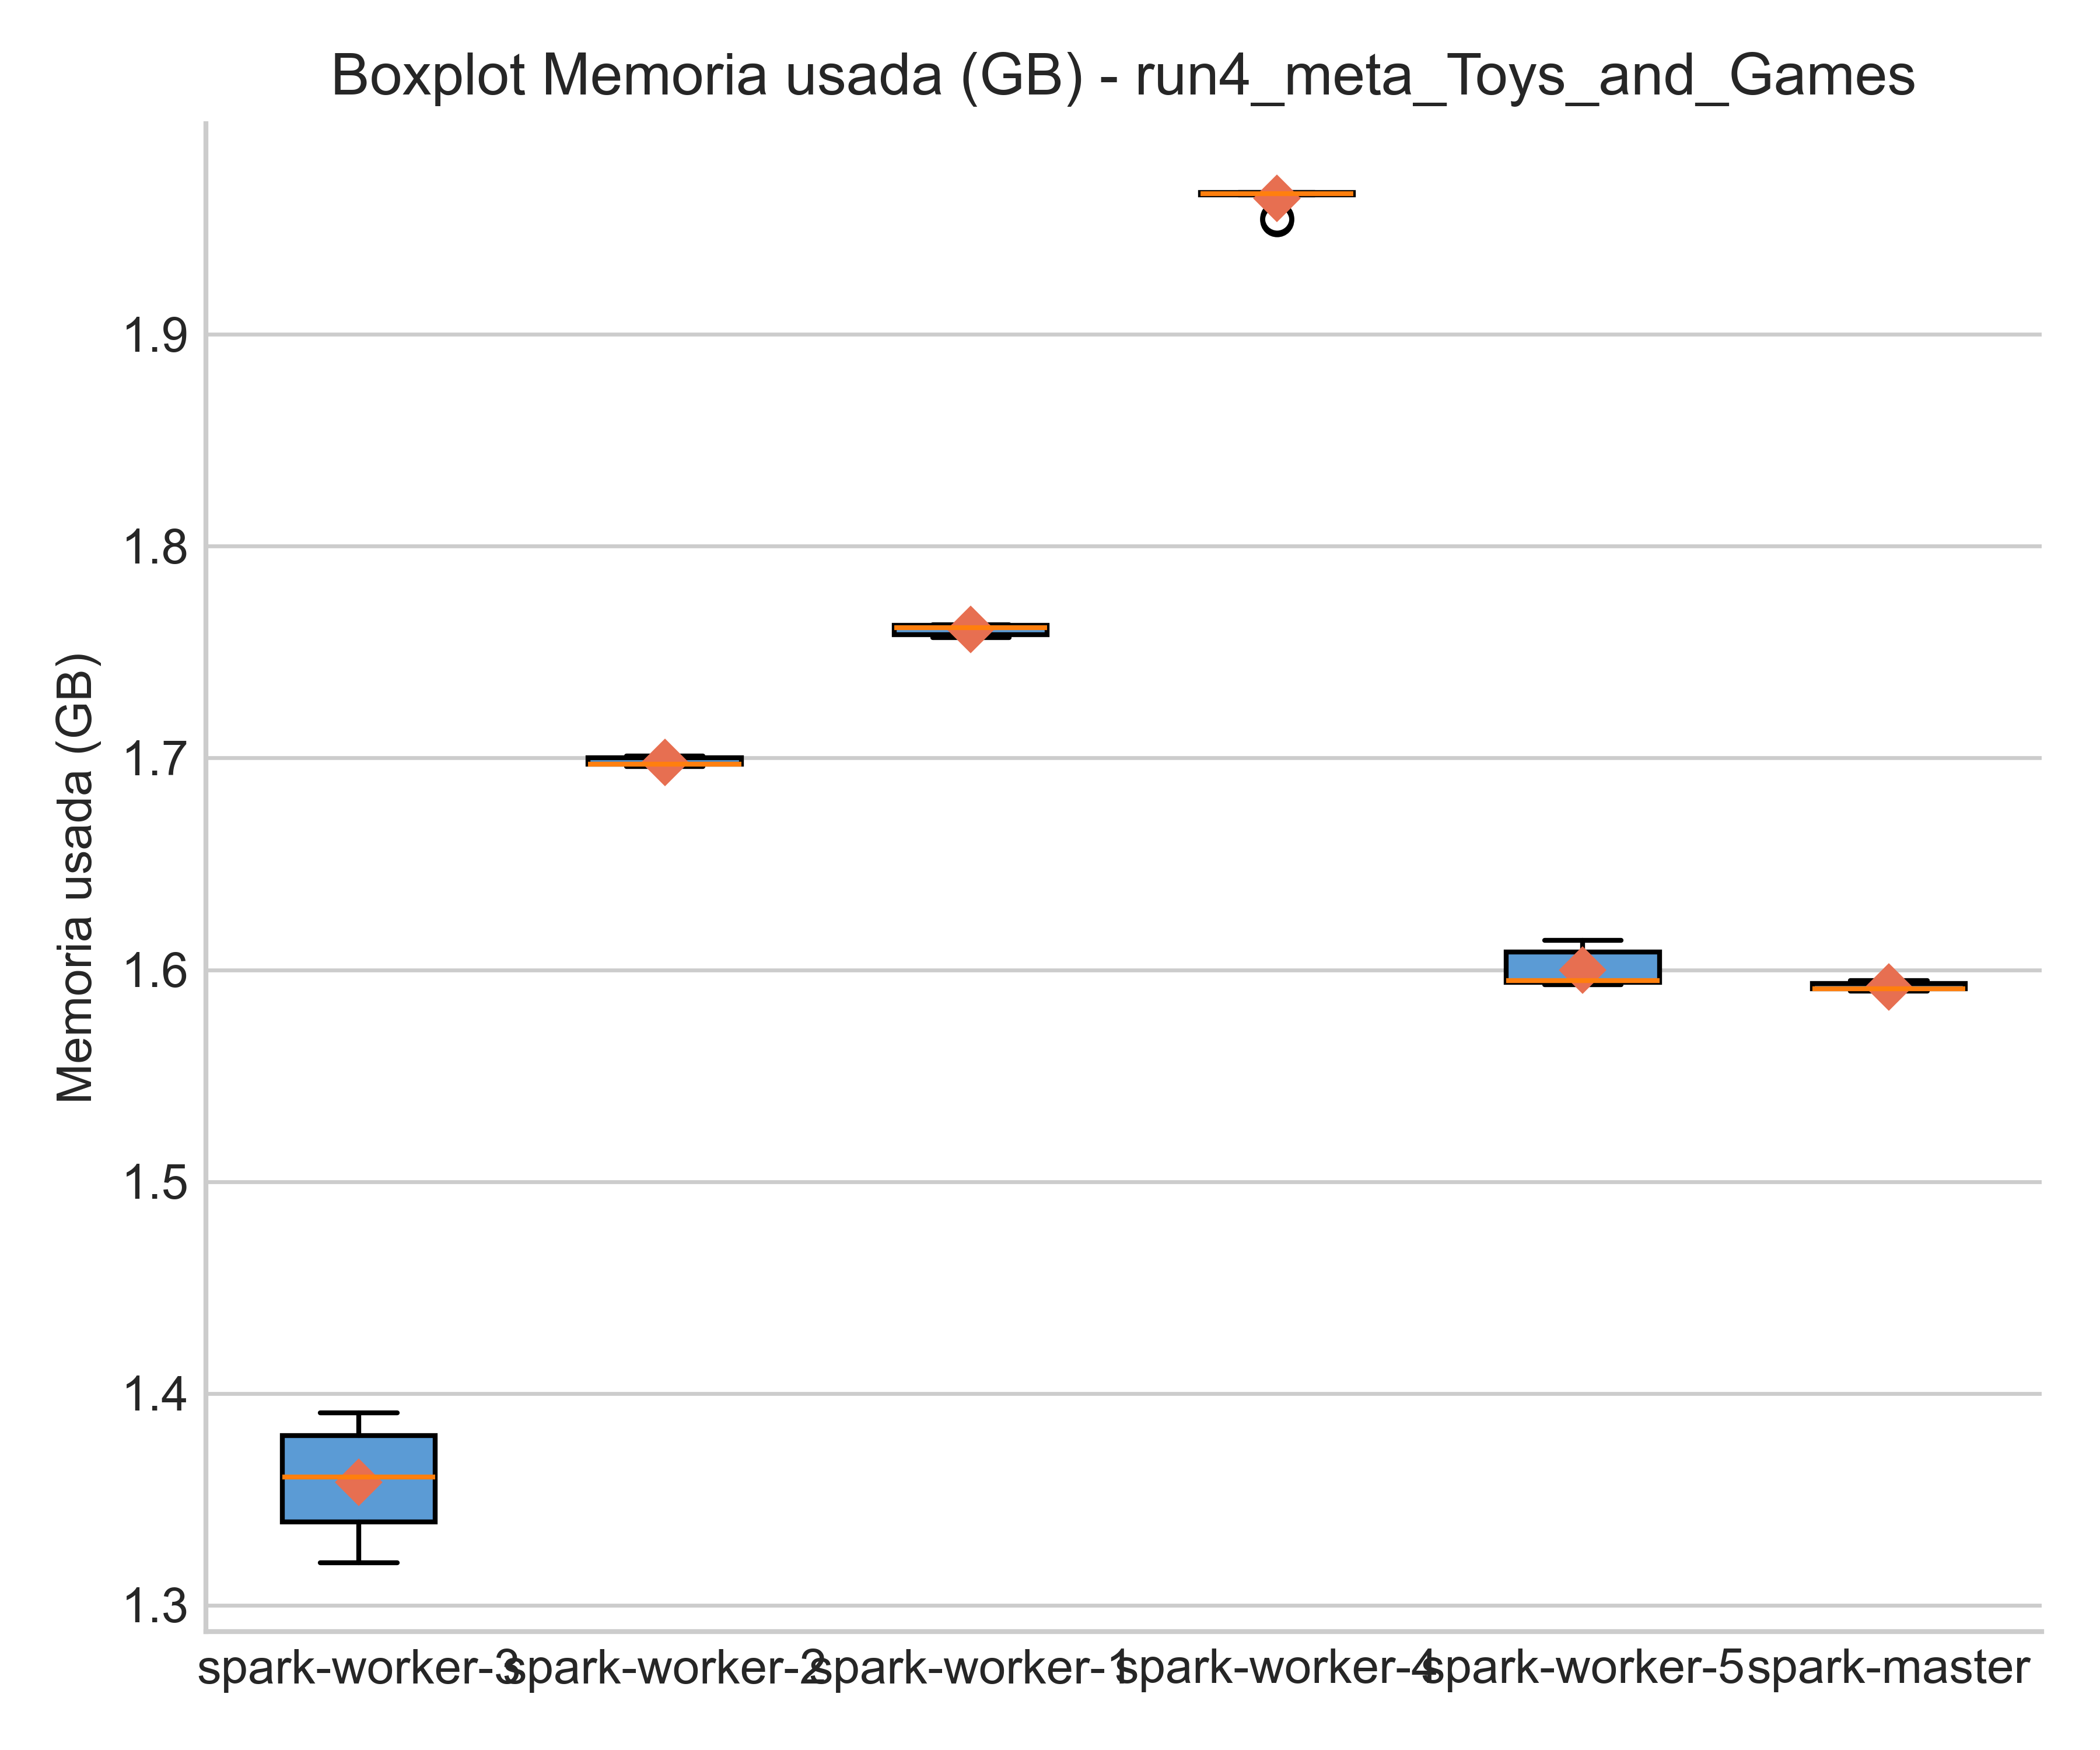 Boxplot Memoria usada (GB) - run4_meta_Toys_and_Games
Memoria usada (GB)
1.9
1.8
1.7
1.6
1.5
1.4
1.3
spark-worker-3 spark-worker-2 spark-worker-1 spark-worker-4 spark-worker-5 spark-master